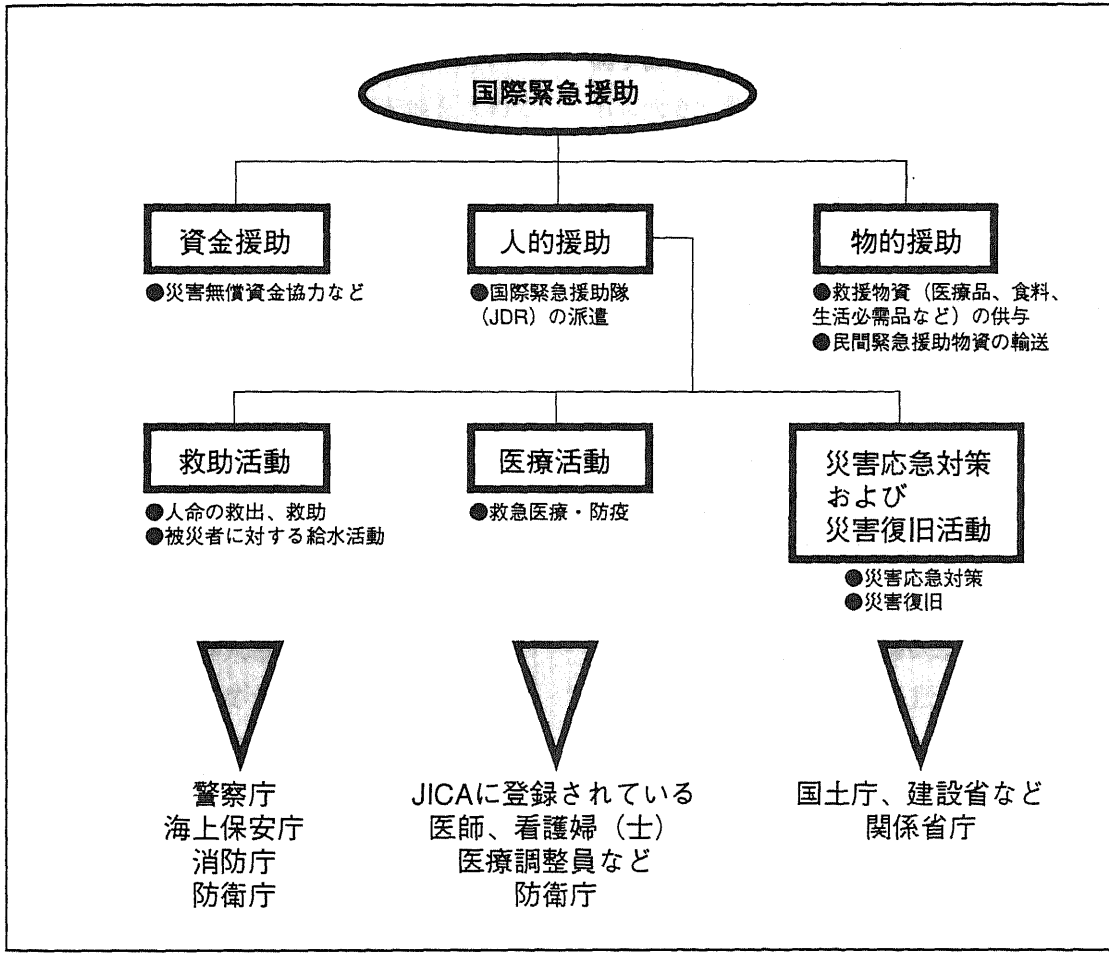 国際緊急援助
資金援助
●災害無償資金協力など
人的援助
●国際緊急援助隊
(JDR)の派遣
物的援助
●救援物資(医療品、食料、
生活必需品など)の供与
●民間緊急援助物資の輸送
救助活動
●人命の救出、救助
●被災者に対する給水活動
医療活動
●救急医療・防疫
災害応急対策
および
災害復旧活動
●災害応急対策
●災害復旧
警察庁
海上保安庁
消防庁
防衛庁
JICAに登録されている
医師、看護婦(士)
医療調整員など
防衛庁
国土庁、建設省など
関係省庁